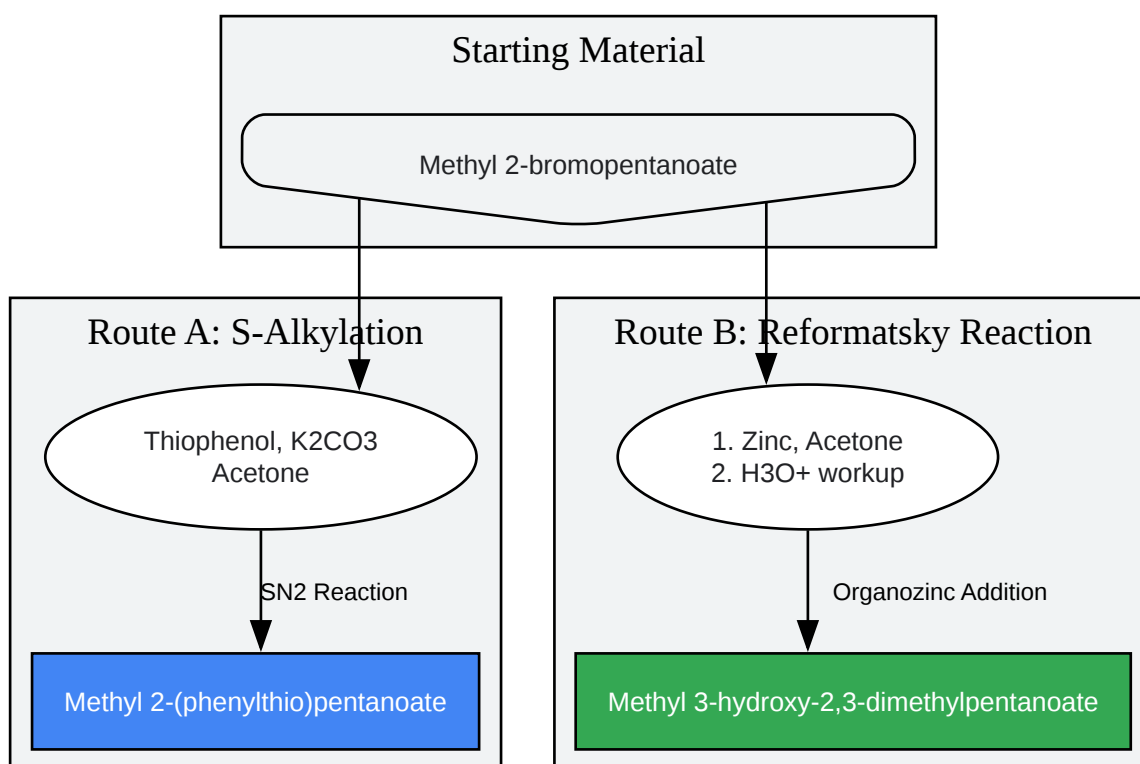 Starting Material
Methyl 2-bromopentanoate
Route A: S-Alkylation
Thiophenol, K2CO3
Acetone
SN2 Reaction
Methyl 2-(phenylthio)pentanoate
Route B: Reformatsky Reaction
1. Zinc, Acetone
2. H3O+ workup
Organozinc Addition
Methyl 3-hydroxy-2,3-dimethylpentanoate